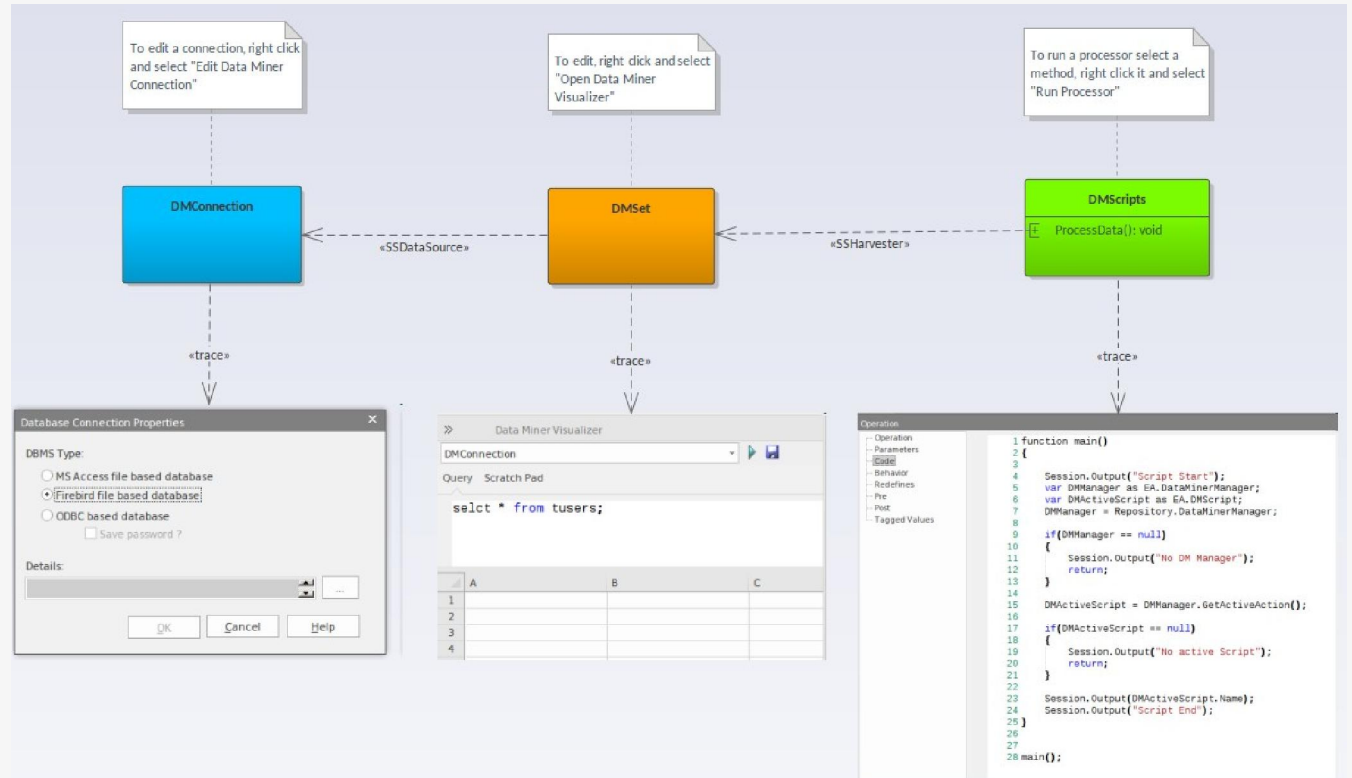 To edit a connection, right click
and select "Edit Data Miner
Connection"
To edit, right click and select
"Open Data Miner
Visualizer"
To run a processor select a
method, right click it and select
"Run Processor"
DMConnection
DMSet
DMScripts
ProcessData(): void
«SSDataSource»
«SSHarvester»
«trace»
«trace»
«trace»
Database Connection Properties X
DBMS Type:
MS Access file based database
Firebird file based database
ODBC based database
Save password ?
Details:
...
OK Cancel Help
» Data Miner Visualizer
DMConnection
Query Scratch Pad
selct * from tusers;
A B C
1
2
3
4
Operation
Operation
Parameters
Code
Behavior
Redefines
Pre
Post
Tagged Values
1 function main()
2 {
3
4 Session.Output("Script Start");
5 var DMManager as EA.DataMinerManager;
6 var DMActiveScript as EA.DMScript;
7 DMManager = Repository.DataMinerManager;
8
9 if(DMManager == null)
10 {
11 Session.Output("No DM Manager");
12 return;
13 }
14
15 DMActiveScript = DMManager.GetActiveAction();
16
17 if(DMActiveScript == null)
18 {
19 Session.Output("No active Script");
20 return;
21 }
22
23 Session.Output(DMActiveScript.Name);
24 Session.Output("Script End");
25 }
26
27
28 main();